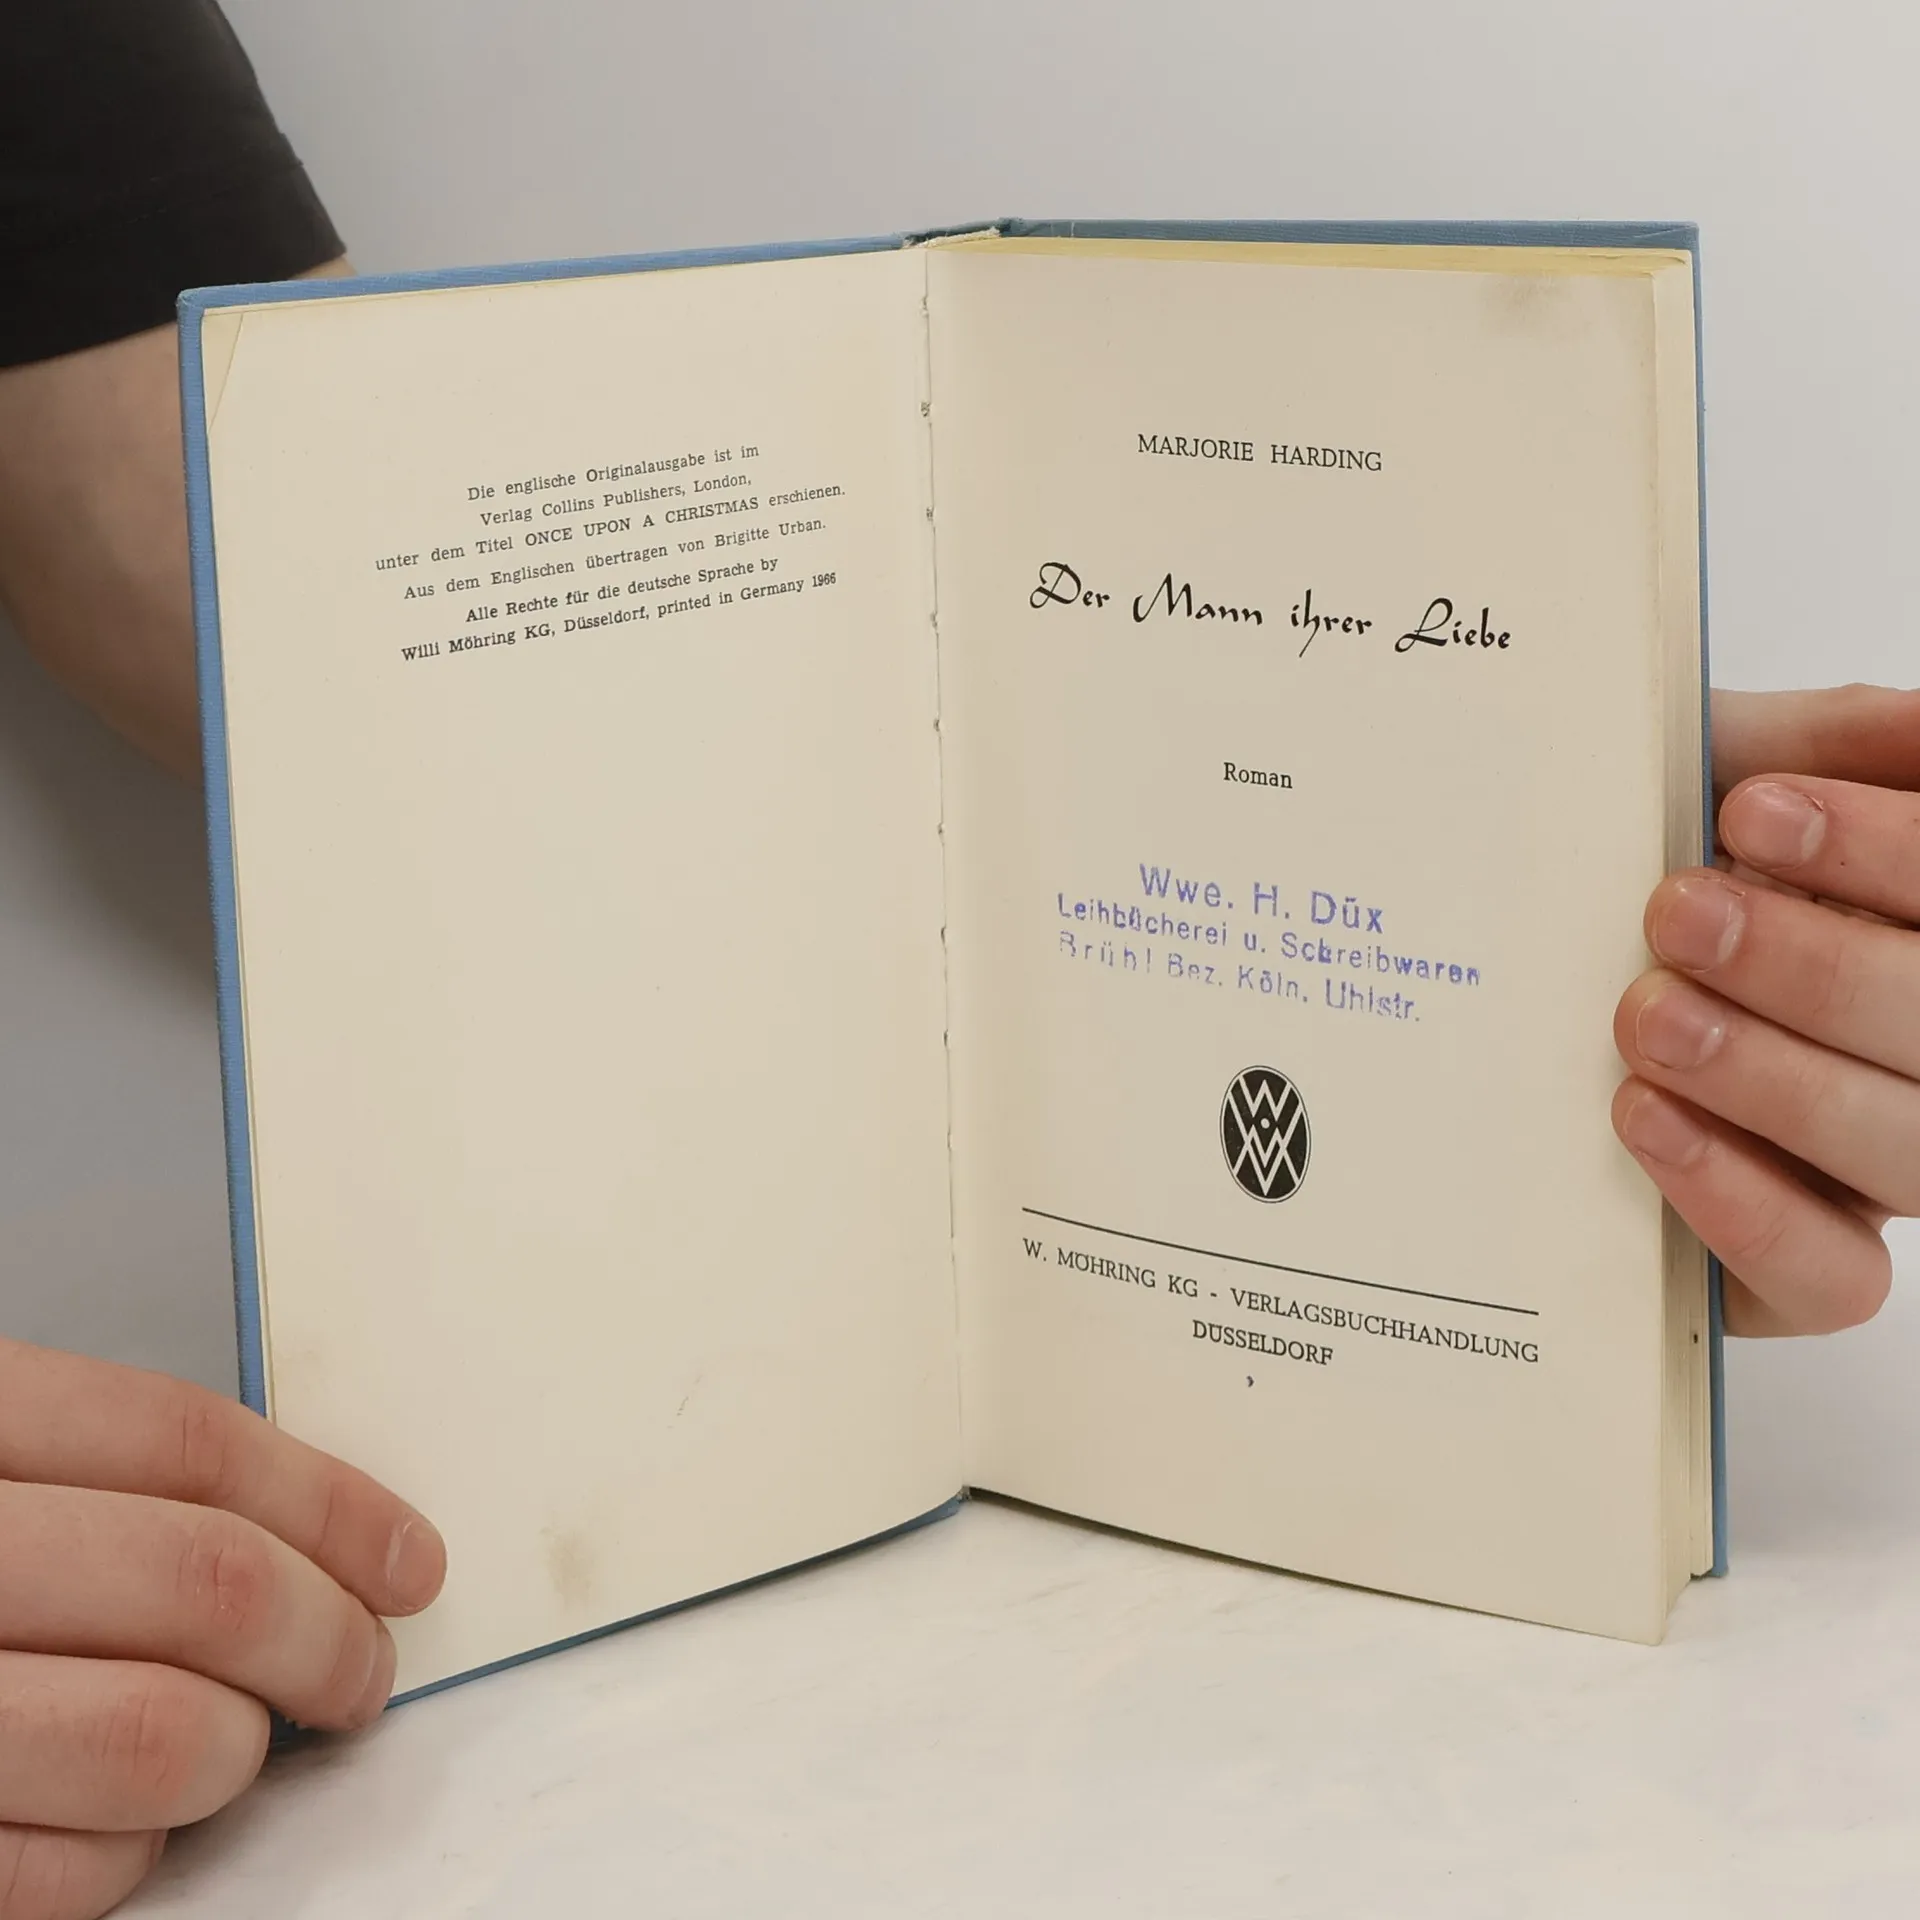 Die englische Originalausgabe ist im
Verlag Collins Publishers, London,
unter dem Titel ONCE UPON A CHRISTMAS erschienen.
Aus dem Englischen übertragen von Brigitte Urban.
Alle Rechte für die deutsche Sprache by
Willi Möhring KG, Düsseldorf, printed in Germany 1966
MARJORIE HARDING
Der Mann ihrer Liebe
Roman
Wwe. H. Düx
Leihbücherei u. Schreibwaren
Brühl Bez. Köln, Uhlstr.
W. MÖHRING KG - VERLAGSBUCHHANDLUNG
DÜSSELDORF